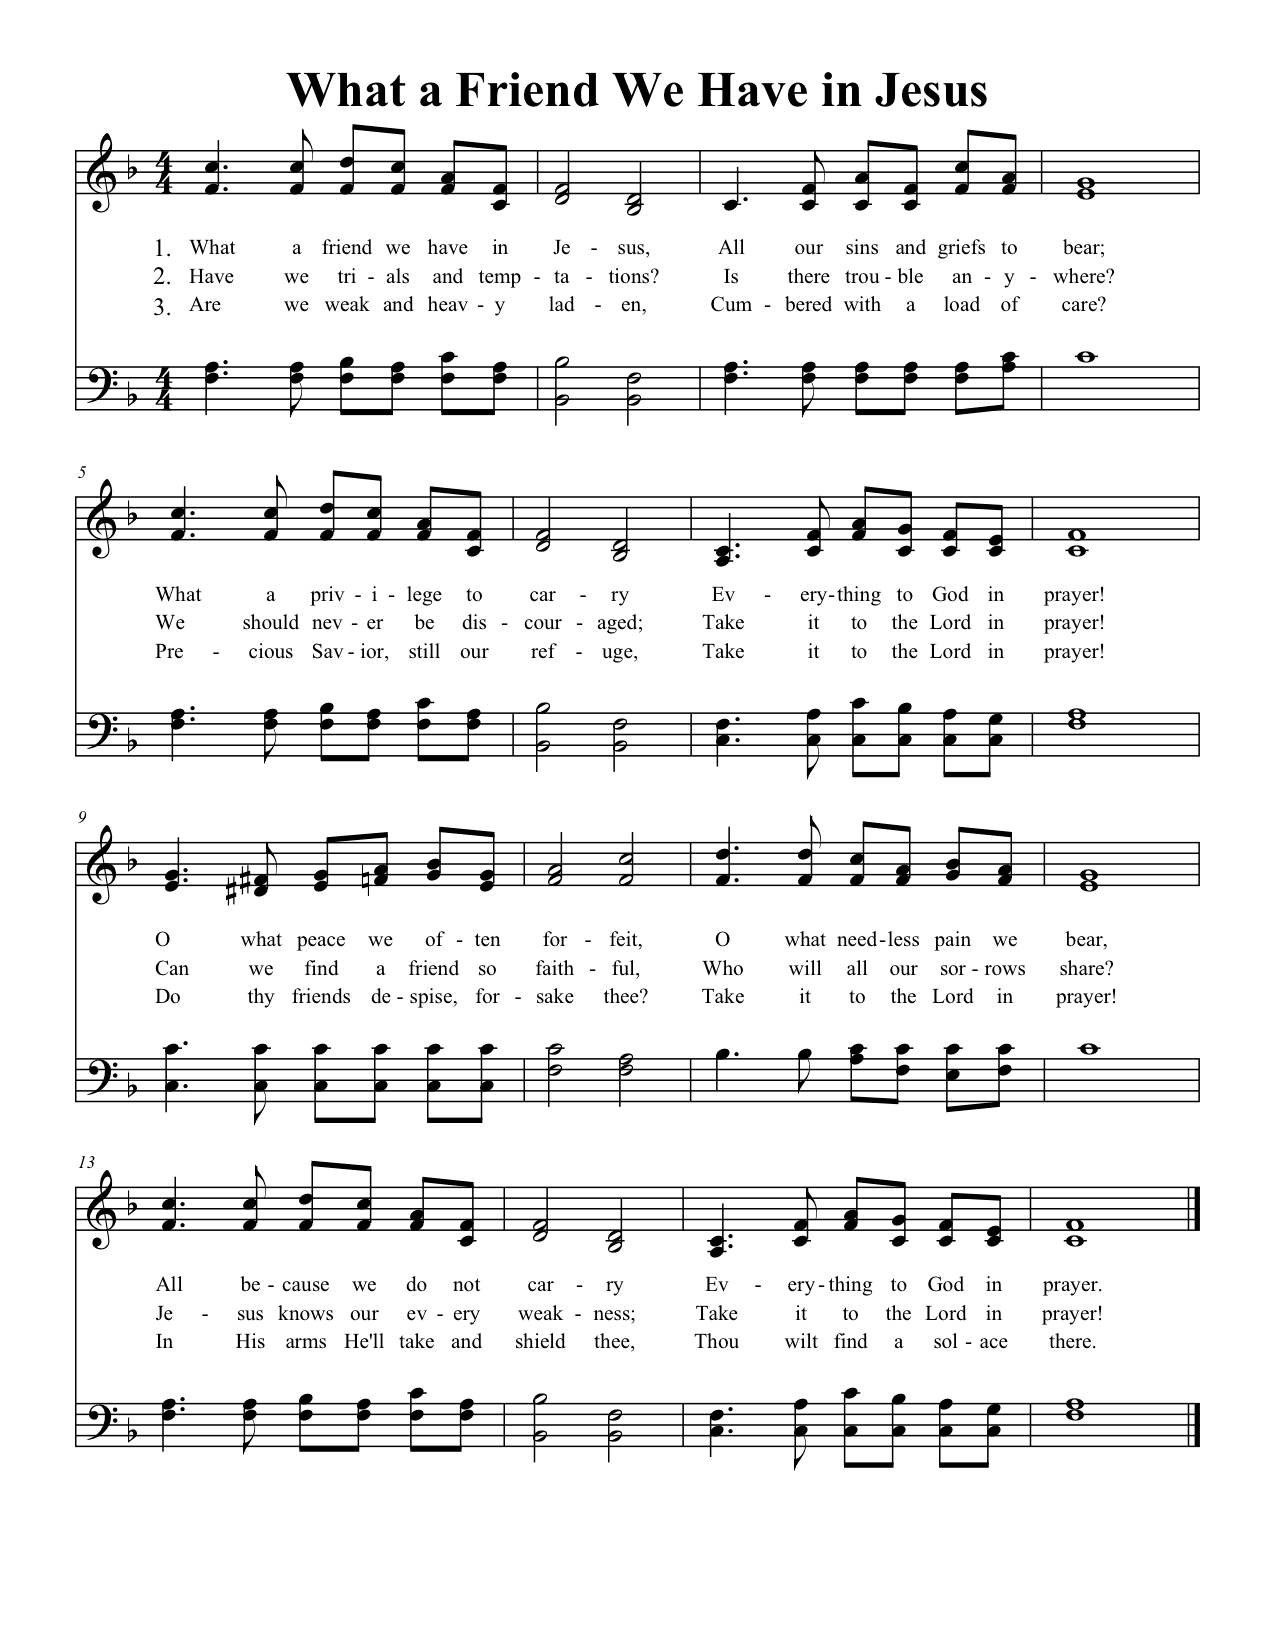 What a Friend We Have in Jesus
4 4
1. What a friend we have in Je - sus, All our sins and griefs to bear;
2. Have we tri - als and temp - ta - tions? Is there trou - ble an - y - where?
3. Are we weak and heav - y lad - en, Cum - bered with a load of care?
4 4
5
What a priv - i - lege to car - ry Ev - ery - thing to God in prayer!
We should nev - er be dis - cour - aged; Take it to the Lord in prayer!
Pre - cious Sav - ior, still our ref - uge, Take it to the Lord in prayer!
9
O what peace we of - ten for - feit, O what need - less pain we bear,
Can we find a friend so faith - ful, Who will all our sor - rows share?
Do thy friends de - spise, for - sake thee? Take it to the Lord in prayer!
13
All be - cause we do not car - ry Ev - ery - thing to God in prayer.
Je - sus knows our ev - ery weak - ness; Take it to the Lord in prayer!
In His arms He'll take and shield thee, Thou wilt find a sol - ace there.